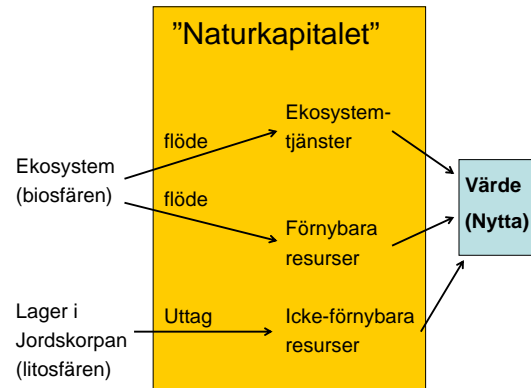 ”Naturkapitalet”
Ekosystem-
tjänster
flöde
Ekosystem
(biosfären)
flöde
Värde
(Nytta)
Förnybara
resurser
Lager i
Jordskorpan
(litosfären)
Uttag
Icke-förnybara
resurser